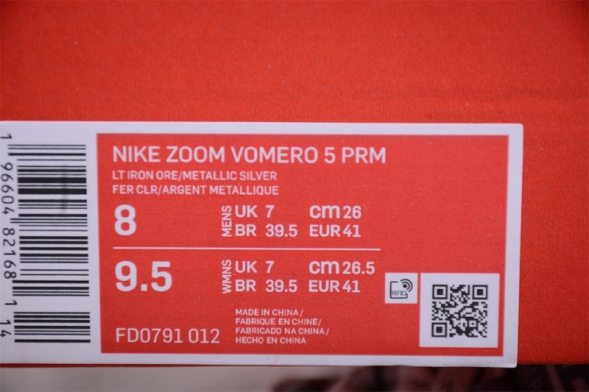 NIKE ZOOM VOMERO 5 PRM
LT IRON ORE/METALLIC SILVER
FER CLR/ARGENT METALLIQUE
8 MENS UK 7 cm 26
BR 39.5 EUR 41
9.5 WMNS UK 7 cm 26.5
BR 39.5 EUR 41
RFID
FD0791 012
MADE IN CHINA/
FABRIQUE EN CHINE/
FABRICADO NA CHINA/
HECHO EN CHINA
1 96604 82168 1 14